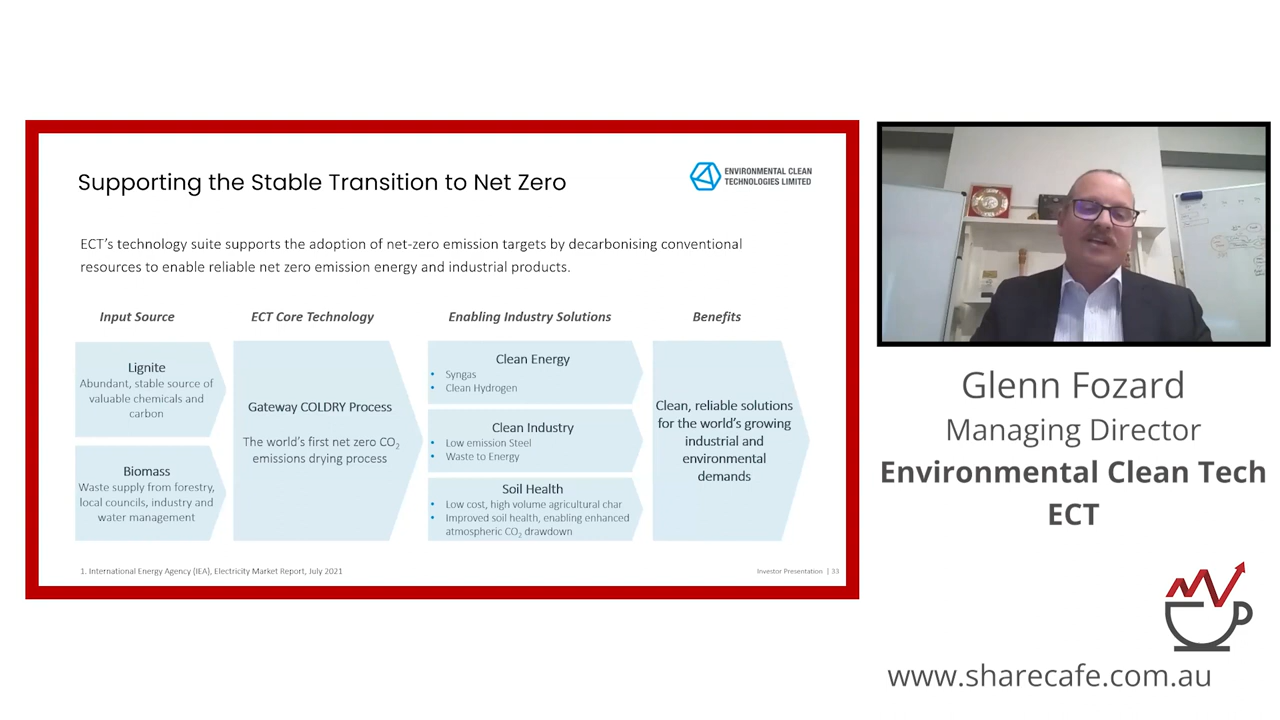 Supporting the Stable Transition to Net Zero
ENVIRONMENTAL CLEAN
TECHNOLOGIES LIMITED
ECT's technology suite supports the adoption of net-zero emission targets by decarbonising conventional
resources to enable reliable net zero emission energy and industrial products.
Input Source
Lignite
Abundant, stable source of
valuable chemicals and
carbon
Biomass
Waste supply from forestry,
local councils, industry and
water management
ECT Core Technology
Gateway COLDRY Process
The world's first net zero CO₂
emissions drying process
Enabling Industry Solutions
Clean Energy
• Syngas
• Clean Hydrogen
Clean Industry
• Low emission Steel
• Waste to Energy
Soil Health
• Low cost, high volume agricultural char
• Improved soil health, enabling enhanced
atmospheric CO₂ drawdown
Benefits
Clean, reliable solutions
for the world's growing
industrial and
environmental
demands
1. International Energy Agency (IEA), Electricity Market Report, July 2021
Investor Presentation | 33
Glenn Fozard
Managing Director
Environmental Clean Tech
ECT
www.sharecafe.com.au